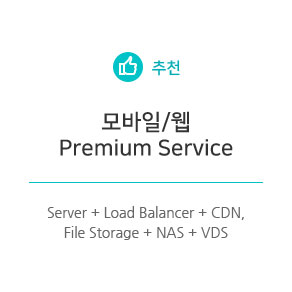 추천
모바일/웹
Premium Service
Server + Load Balancer + CDN,
File Storage + NAS + VDS